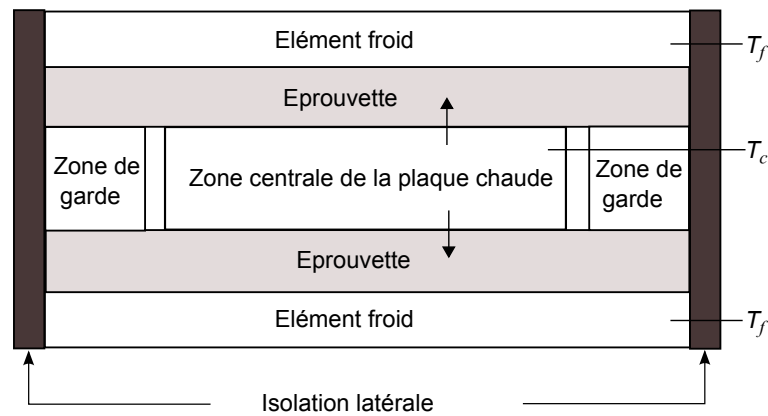 Elément froid
T_f
Eprouvette
Zone de
garde
Zone centrale de la plaque chaude
Zone de
garde
T_c
Eprouvette
Elément froid
T_f
Isolation latérale